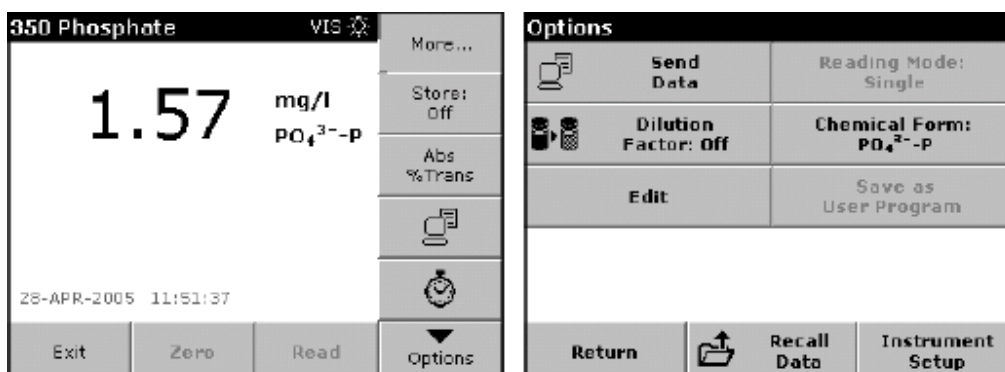 350 Phosphate VIS
1.57 mg/l
PO₄³⁻-P
28-APR-2005 11:51:37
More...
Store:
Off
Abs
%Trans
Options
Exit Zero Read
Options
Send
Data
Reading Mode:
Single
Dilution
Factor: Off
Chemical Form:
PO₄³⁻-P
Edit
Save as
User Program
Return
Recall
Data
Instrument
Setup